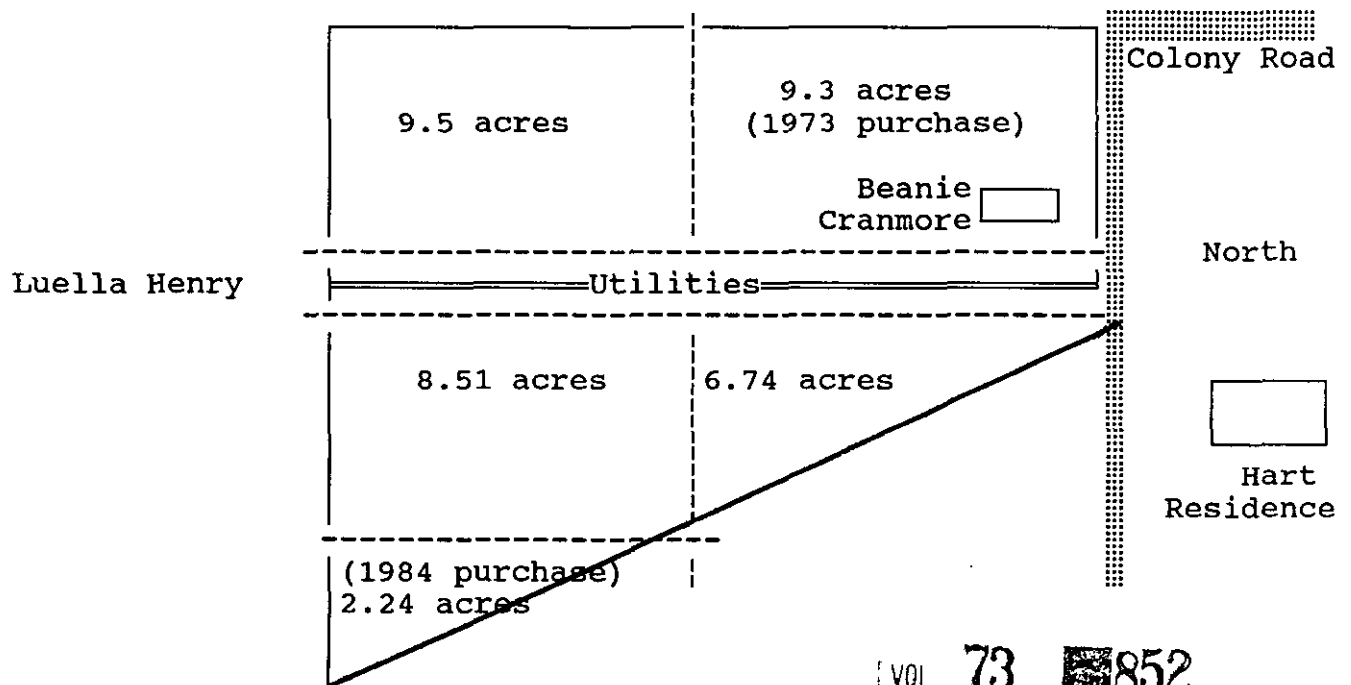 Colony Road
9.5 acres
9.3 acres
(1973 purchase)
Beanie
Cranmore
North
Luella Henry
Utilities
8.51 acres
6.74 acres
Hart
Residence
(1984 purchase)
2.24 acres
VOL 73 852